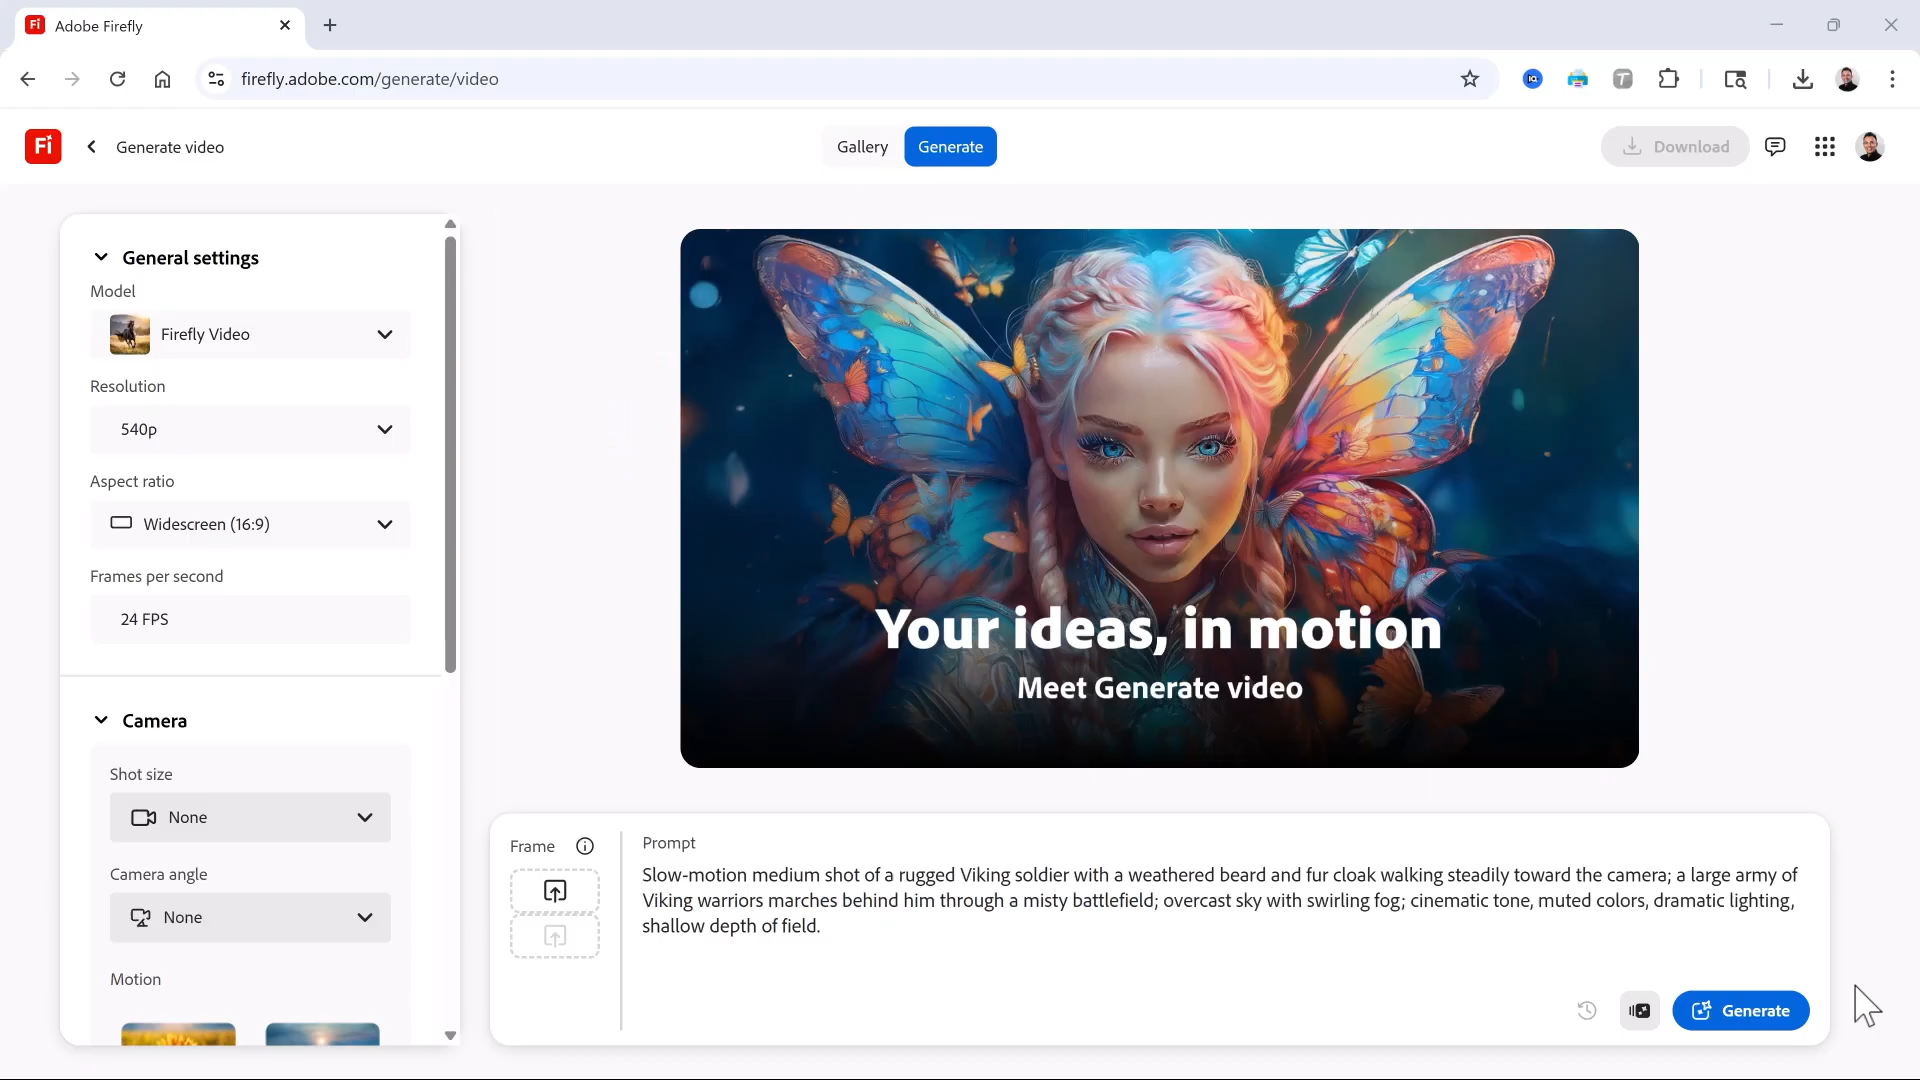 Fi
Adobe Firefly
firefly.adobe.com/generate/video
IQ
T
Fi
Generate video
Gallery
Generate
Download
General settings
Model
Firefly Video
Resolution
540p
Aspect ratio
Widescreen (16:9)
Frames per second
24 FPS
Camera
Shot size
None
Camera angle
None
Motion
Your ideas, in motion
Meet Generate video
Frame
Prompt
Slow-motion medium shot of a rugged Viking soldier with a weathered beard and fur cloak walking steadily toward the camera; a large army of
Viking warriors marches behind him through a misty battlefield; overcast sky with swirling fog; cinematic tone, muted colors, dramatic lighting,
shallow depth of field.
Generate